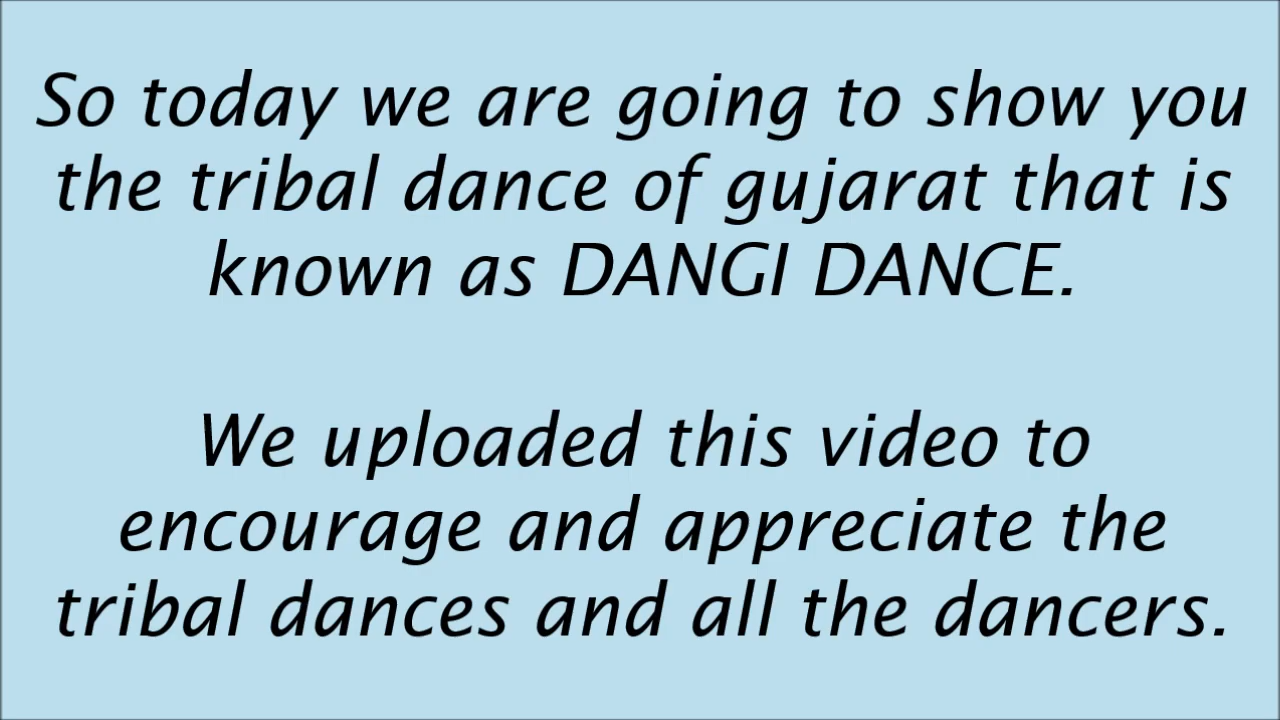 So today we are going to show you
the tribal dance of gujarat that is
known as DANGI DANCE.
We uploaded this video to
encourage and appreciate the
tribal dances and all the dancers.